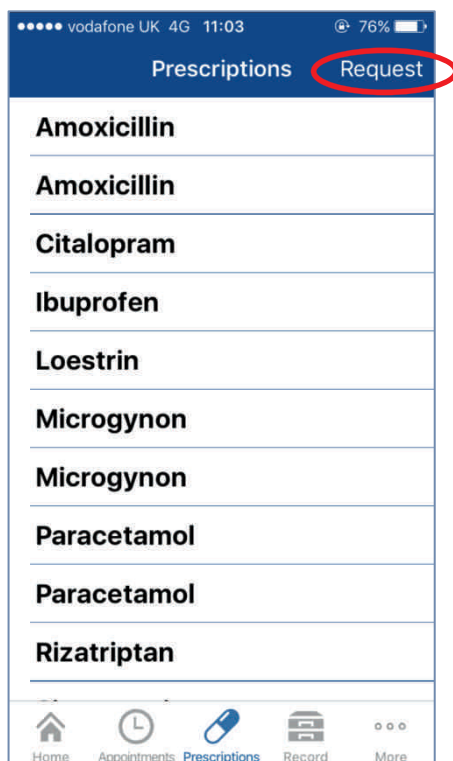 vodafone UK 4G 11:03 76%
Prescriptions Request
Amoxicillin
Amoxicillin
Citalopram
Ibuprofen
Loestrin
Microgynon
Microgynon
Paracetamol
Paracetamol
Rizatriptan
Home Appointments Prescriptions Record More